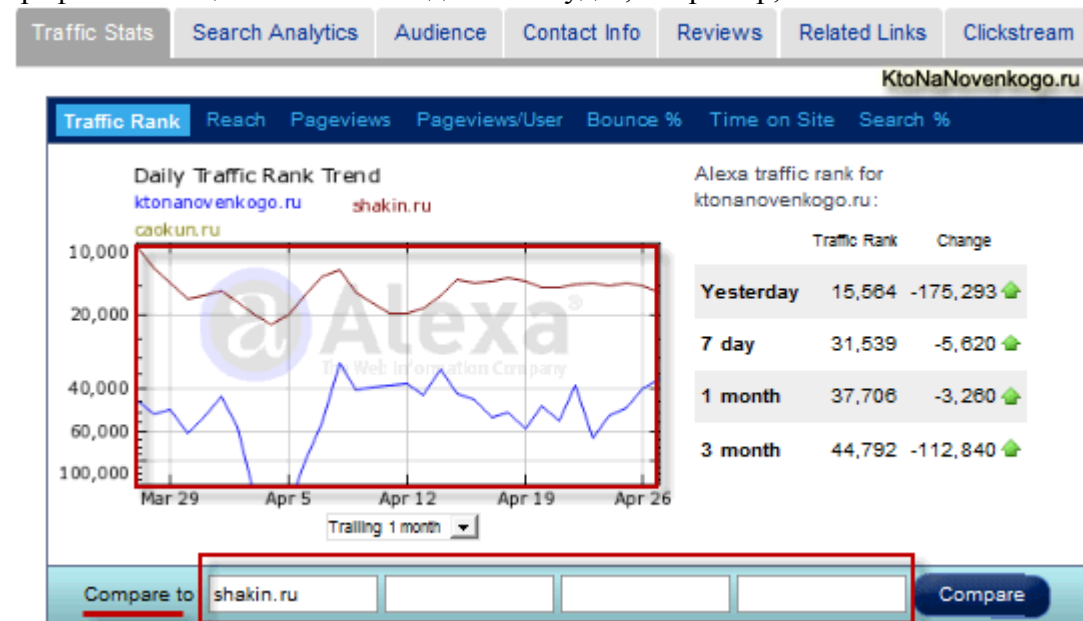 Traffic Stats Search Analytics Audience Contact Info Reviews Related Links Clickstream
KtoNaNovenkogo.ru
Traffic Rank Reach Pageviews Pageviews/User Bounce % Time on Site Search %
Daily Traffic Rank Trend
ktonanovenkogo.ru shakin.ru
caokun.ru
10,000
20,000
40,000
60,000
100,000
Alexa®
The Web Information Company
Mar 29 Apr 5 Apr 12 Apr 19 Apr 26
Trailing 1 month
Alexa traffic rank for
ktonanovenkogo.ru:
Traffic Rank Change
Yesterday 15,564 -175,293
7 day 31,539 -5,620
1 month 37,706 -3,260
3 month 44,792 -112,840
Compare to shakin.ru Compare